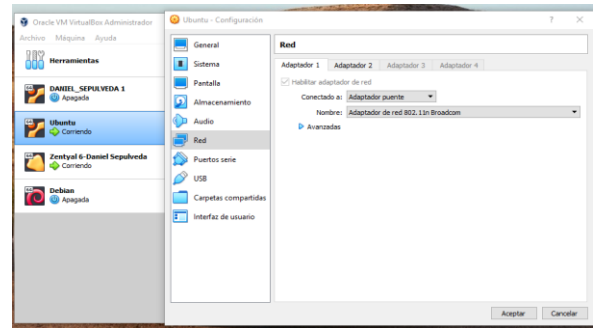 Oracle VM VirtualBox Administrador
Archivo Máquina Ayuda
Herramientas
DANIEL_SEPULVEDA 1
Apagada
Ubuntu
Corriendo
Zentyal 6-Daniel Sepulveda
Corriendo
Debian
Apagada
Ubuntu - Configuración
? ×
General
Sistema
Pantalla
Almacenamiento
Audio
Red
Puertos serie
USB
Carpetas compartidas
Interfaz de usuario
Red
Adaptador 1 Adaptador 2 Adaptador 3 Adaptador 4
Habilitar adaptador de red
Conectado a: Adaptador puente
Nombre: Adaptador de red 802.11n Broadcom
Avanzadas
Aceptar Cancelar